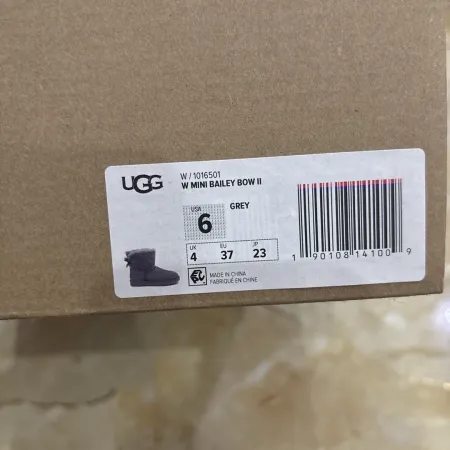 UGG
W / 1016501
W MINI BAILEY BOW II
USA
6
GREY
UK
4
EU
37
JP
23
MADE IN CHINA
FABRIQUÉ EN CHINE
1 90108 14100 9